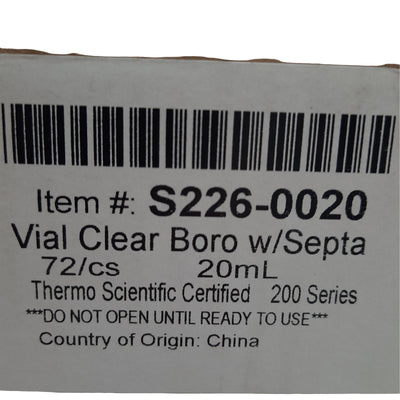 Item #: S226-0020
Vial Clear Boro w/Septa
72/cs 20mL
Thermo Scientific Certified 200 Series
***DO NOT OPEN UNTIL READY TO USE***
Country of Origin: China